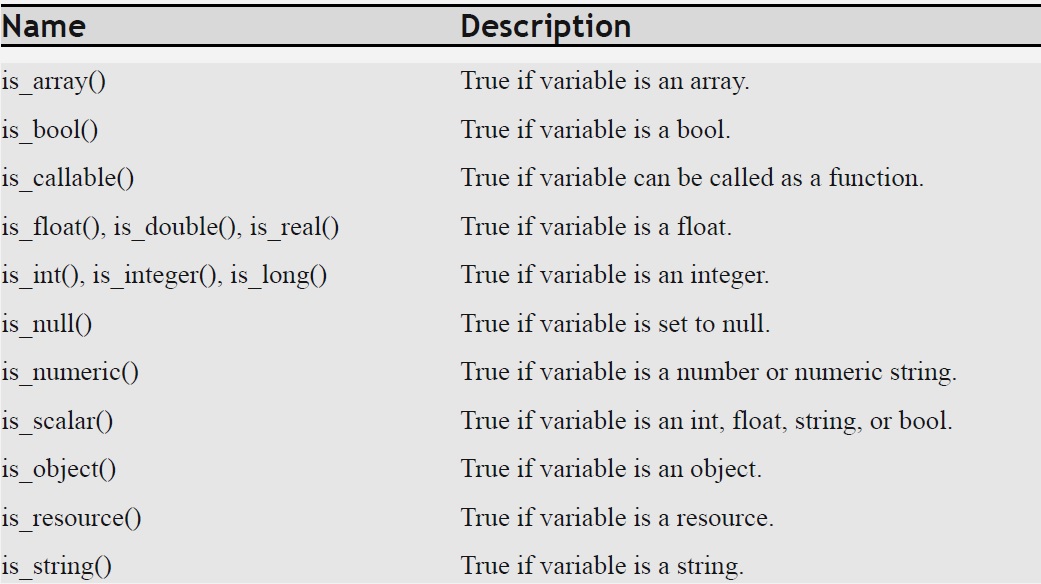 Name Description
is_array() True if variable is an array.
is_bool() True if variable is a bool.
is_callable() True if variable can be called as a function.
is_float(), is_double(), is_real() True if variable is a float.
is_int(), is_integer(), is_long() True if variable is an integer.
is_null() True if variable is set to null.
is_numeric() True if variable is a number or numeric string.
is_scalar() True if variable is an int, float, string, or bool.
is_object() True if variable is an object.
is_resource() True if variable is a resource.
is_string() True if variable is a string.